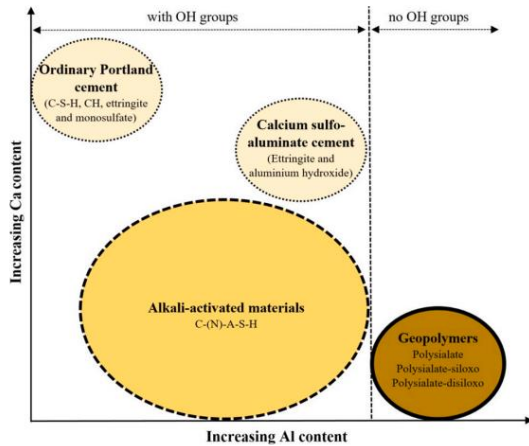 with OH groups
no OH groups
Ordinary Portland
cement
(C-S-H, CH, ettringite
and monosulfate)
Calcium sulfo-
aluminate cement
(Ettringite and
aluminium hydroxide)
Alkali-activated materials
C-(N)-A-S-H
Geopolymers
Polysialate
Polysialate-siloxo
Polysialate-disiloxo
Increasing Ca content
Increasing Al content